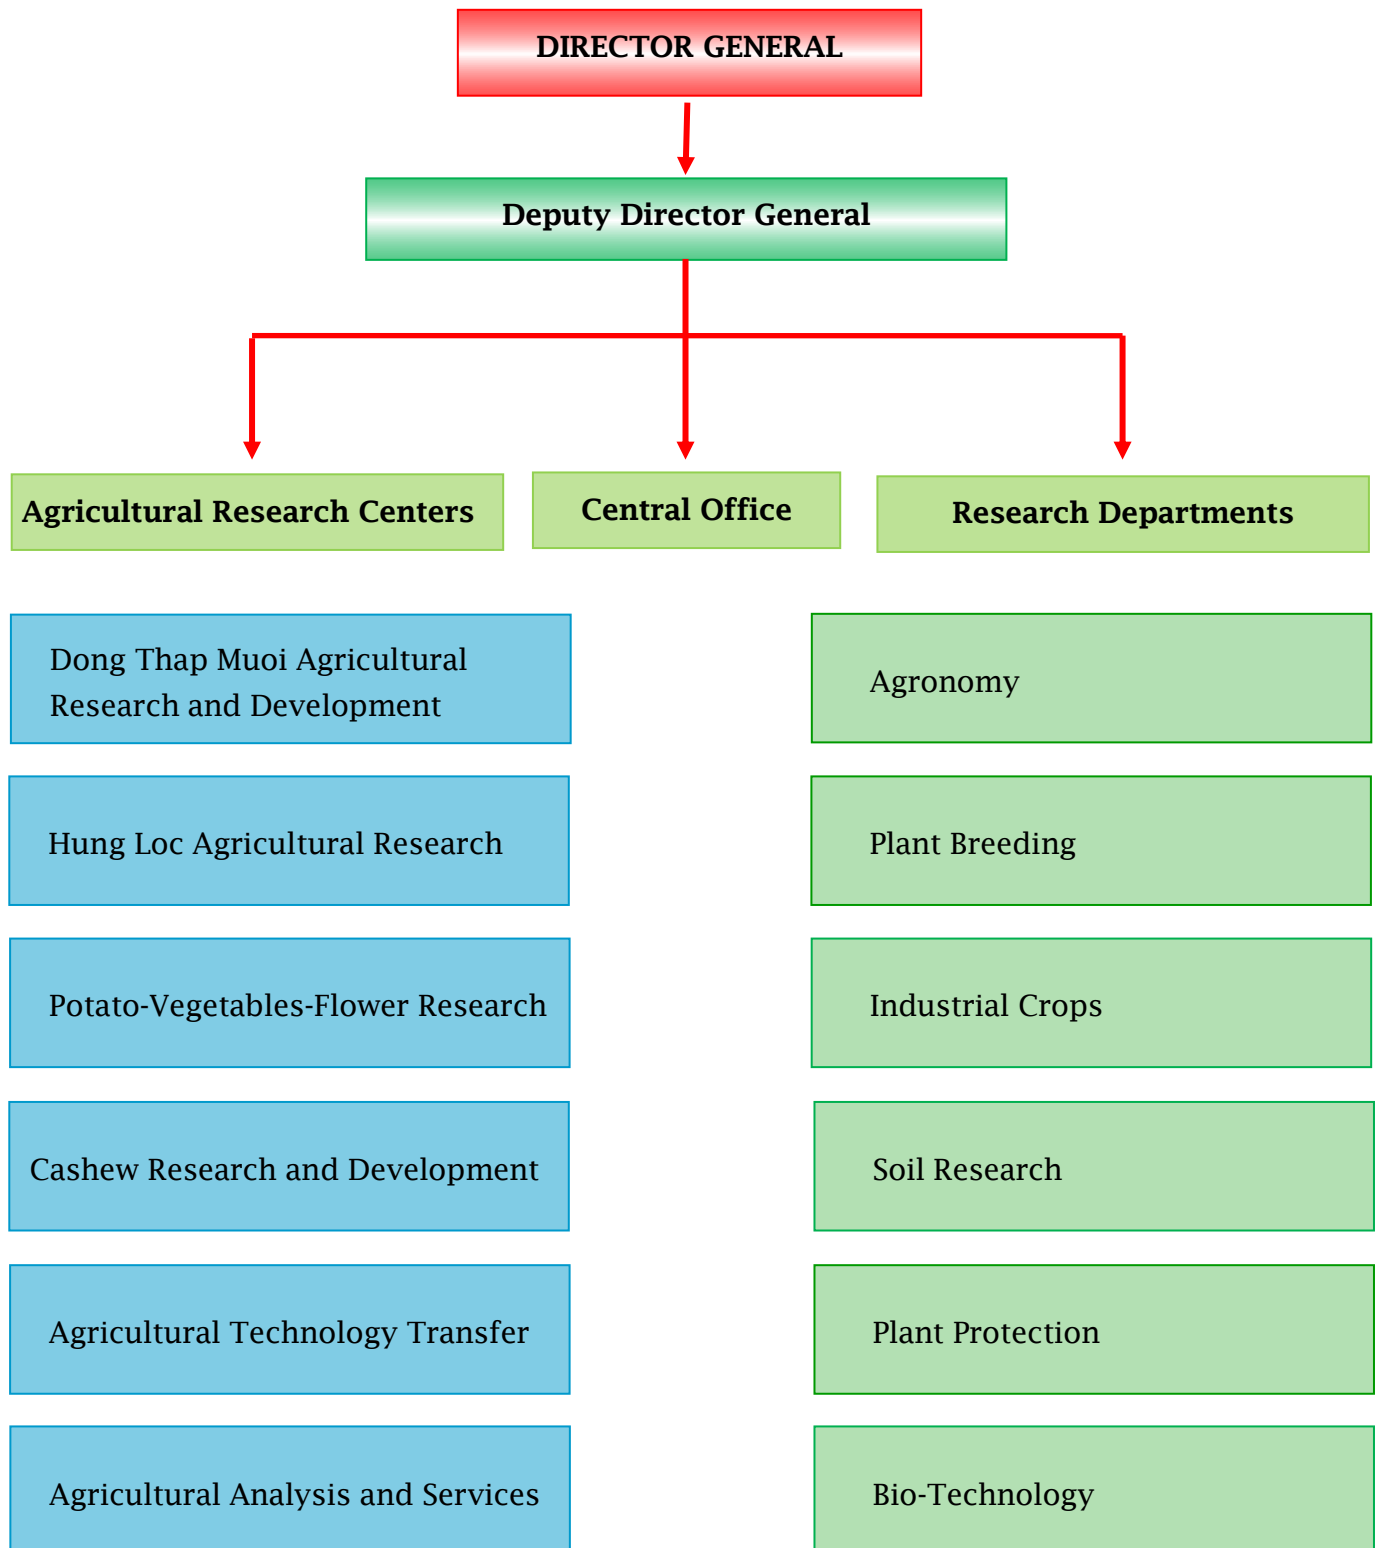 DIRECTOR GENERAL
Deputy Director General
Agricultural Research Centers
Central Office
Research Departments
Dong Thap Muoi Agricultural
Research and Development
Agronomy
Hung Loc Agricultural Research
Plant Breeding
Potato-Vegetables-Flower Research
Industrial Crops
Cashew Research and Development
Soil Research
Agricultural Technology Transfer
Plant Protection
Agricultural Analysis and Services
Bio-Technology